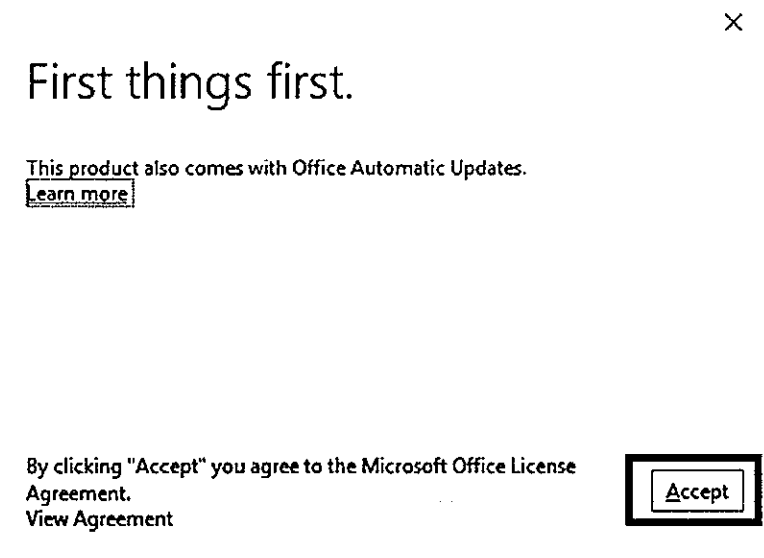 First things first.
This product also comes with Office Automatic Updates.
Learn more
By clicking "Accept" you agree to the Microsoft Office License
Agreement.
View Agreement
Accept